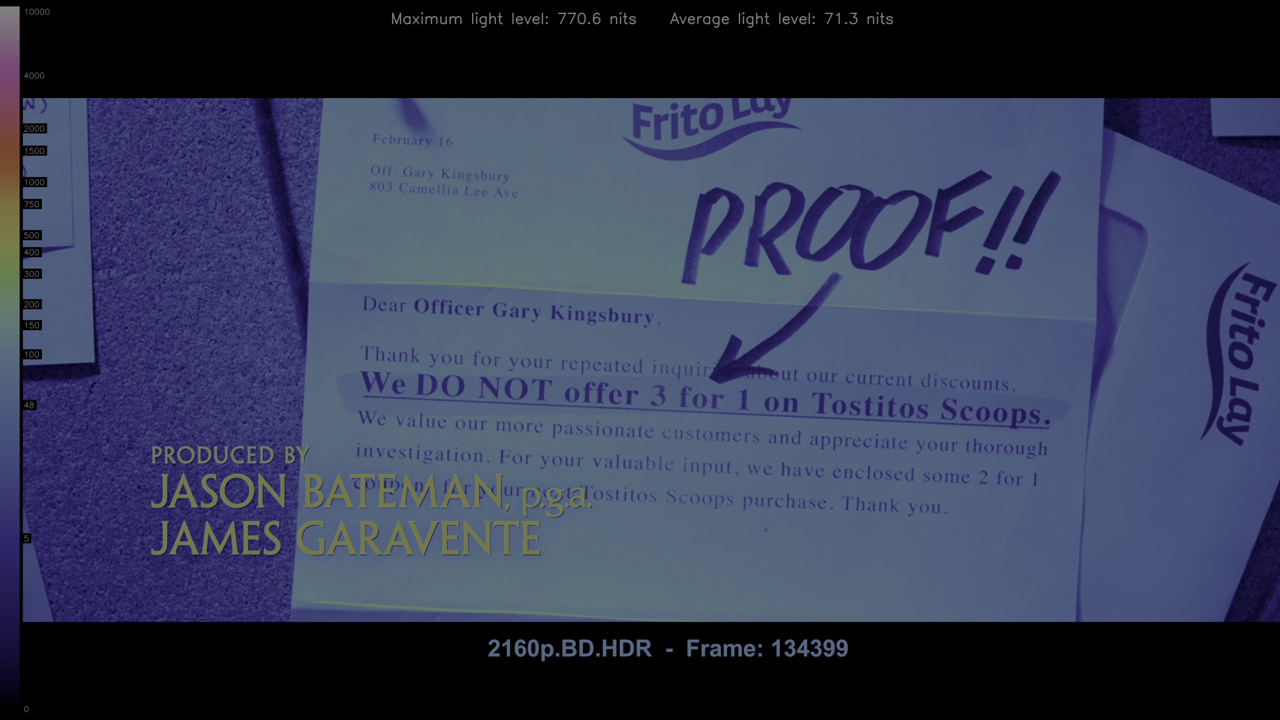 Maximum light level: 770.6 nits Average light level: 71.3 nits
10000
4000
2000
1500
1000
750
500
400
300
200
150
100
48
5
0
Frito Lay
February 16
Off. Gary Kingsbury
803 Camellia Lee Ave
PROOF!!
Dear Officer Gary Kingsbury,
Thank you for your repeated inquiries about our current discounts.
We DO NOT offer 3 for 1 on Tostitos Scoops.
We value our more passionate customers and appreciate your thorough
investigation. For your valuable input, we have enclosed some 2 for 1
for your next Tostitos Scoops purchase. Thank you.
Frito Lay
PRODUCED BY
JASON BATEMAN, p.g.a.
JAMES GARAVENTE
2160p.BD.HDR - Frame: 134399